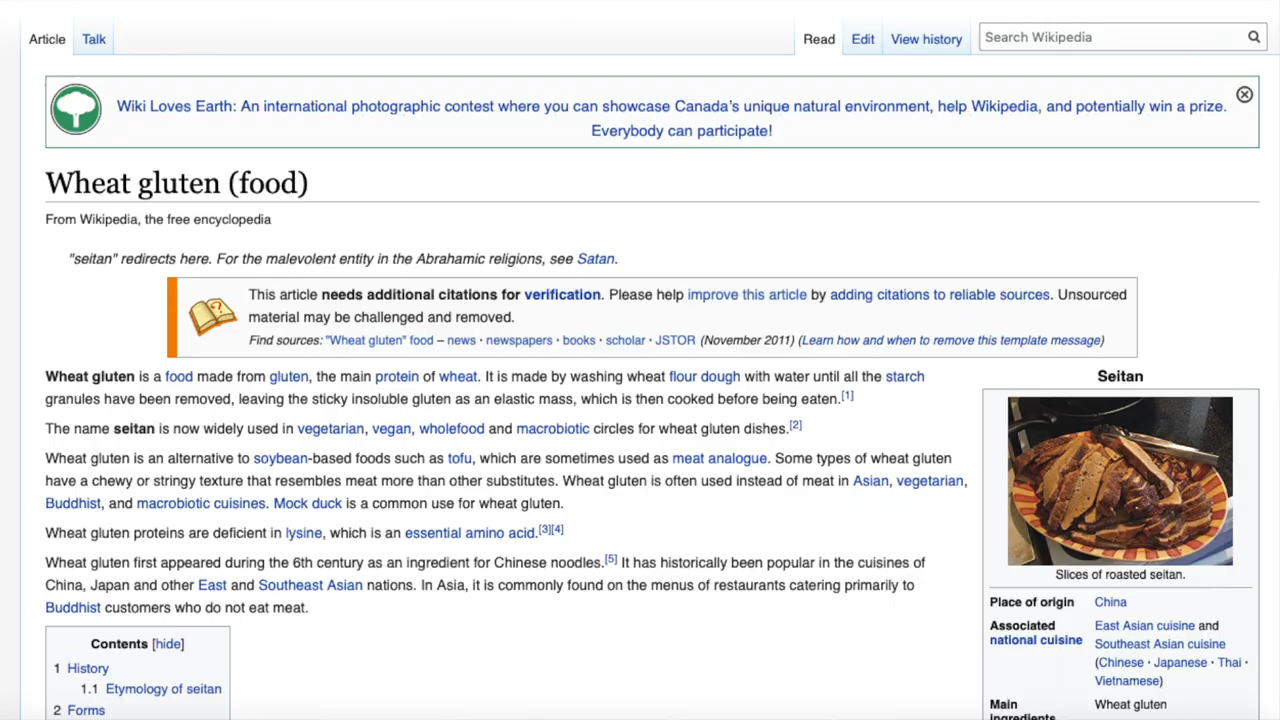 Article Talk Read Edit View history Search Wikipedia
Wiki Loves Earth: An international photographic contest where you can showcase Canada's unique natural environment, help Wikipedia, and potentially win a prize.
Everybody can participate!
Wheat gluten (food)
From Wikipedia, the free encyclopedia
"seitan" redirects here. For the malevolent entity in the Abrahamic religions, see Satan.
This article needs additional citations for verification. Please help improve this article by adding citations to reliable sources. Unsourced
material may be challenged and removed.
Find sources: "Wheat gluten" food – news · newspapers · books · scholar · JSTOR (November 2011) (Learn how and when to remove this template message)
Wheat gluten is a food made from gluten, the main protein of wheat. It is made by washing wheat flour dough with water until all the starch
granules have been removed, leaving the sticky insoluble gluten as an elastic mass, which is then cooked before being eaten.[1]
The name seitan is now widely used in vegetarian, vegan, wholefood and macrobiotic circles for wheat gluten dishes.[2]
Wheat gluten is an alternative to soybean-based foods such as tofu, which are sometimes used as meat analogue. Some types of wheat gluten
have a chewy or stringy texture that resembles meat more than other substitutes. Wheat gluten is often used instead of meat in Asian, vegetarian,
Buddhist, and macrobiotic cuisines. Mock duck is a common use for wheat gluten.
Wheat gluten proteins are deficient in lysine, which is an essential amino acid.[3][4]
Wheat gluten first appeared during the 6th century as an ingredient for Chinese noodles.[5] It has historically been popular in the cuisines of
China, Japan and other East and Southeast Asian nations. In Asia, it is commonly found on the menus of restaurants catering primarily to
Buddhist customers who do not eat meat.
Contents [hide]
1 History
1.1 Etymology of seitan
2 Forms
Seitan
Slices of roasted seitan.
Place of origin China
Associated East Asian cuisine and
national cuisine Southeast Asian cuisine
(Chinese · Japanese · Thai ·
Vietnamese)
Main Wheat gluten
ingredients